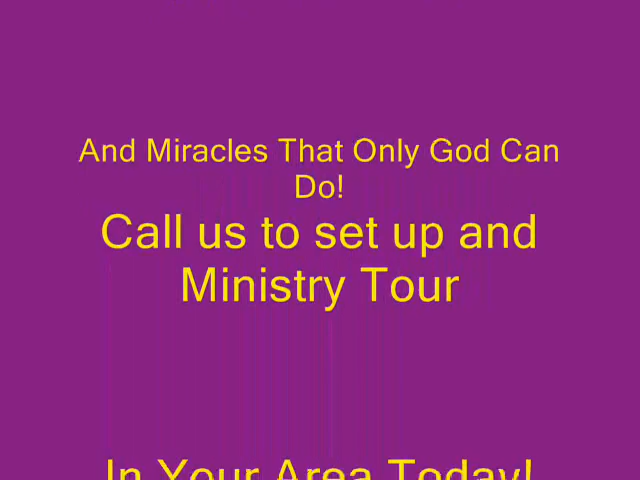 And Miracles That Only God Can
Do!
Call us to set up and
Ministry Tour
In Your Area Today!